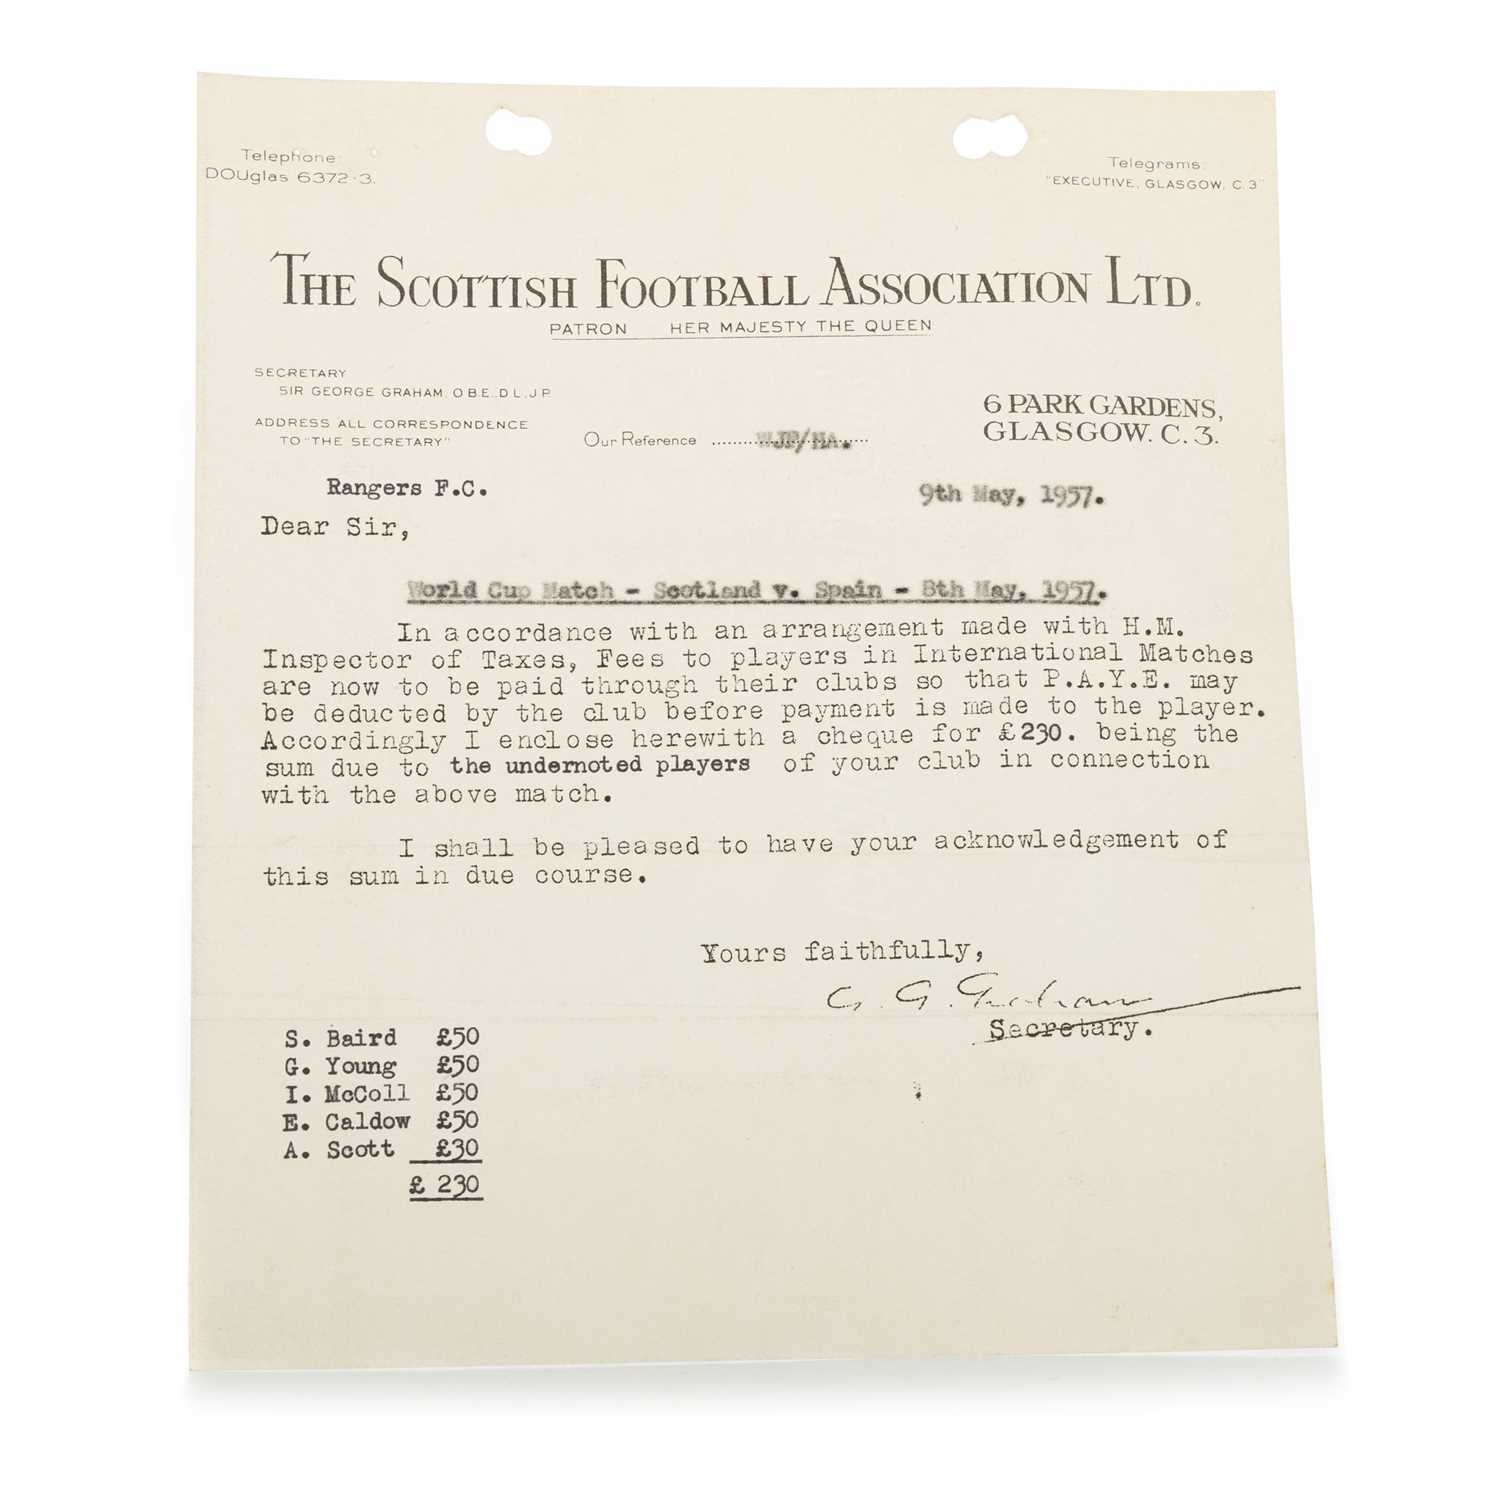 Telephone:
DOUglas 6372-3.
Telegrams:
"EXECUTIVE, GLASGOW, C.3"
THE SCOTTISH FOOTBALL ASSOCIATION LTD.
PATRON HER MAJESTY THE QUEEN
SECRETARY
SIR GEORGE GRAHAM, O.B.E., D.L., J.P.
ADDRESS ALL CORRESPONDENCE
TO "THE SECRETARY"
Our Reference WJP/MA.
6 PARK GARDENS,
GLASGOW. C.3.
Rangers F.C.
9th May, 1957.
Dear Sir,
World Cup Match - Scotland v. Spain - 8th May, 1957.
In accordance with an arrangement made with H.M.
Inspector of Taxes, Fees to players in International Matches
are now to be paid through their clubs so that P.A.Y.E. may
be deducted by the club before payment is made to the player.
Accordingly I enclose herewith a cheque for £230. being the
sum due to the undernoted players of your club in connection
with the above match.
I shall be pleased to have your acknowledgement of
this sum in due course.
Yours faithfully,
G. G. Graham
Secretary.
S. Baird £50
G. Young £50
I. McColl £50
E. Caldow £50
A. Scott £30
£ 230